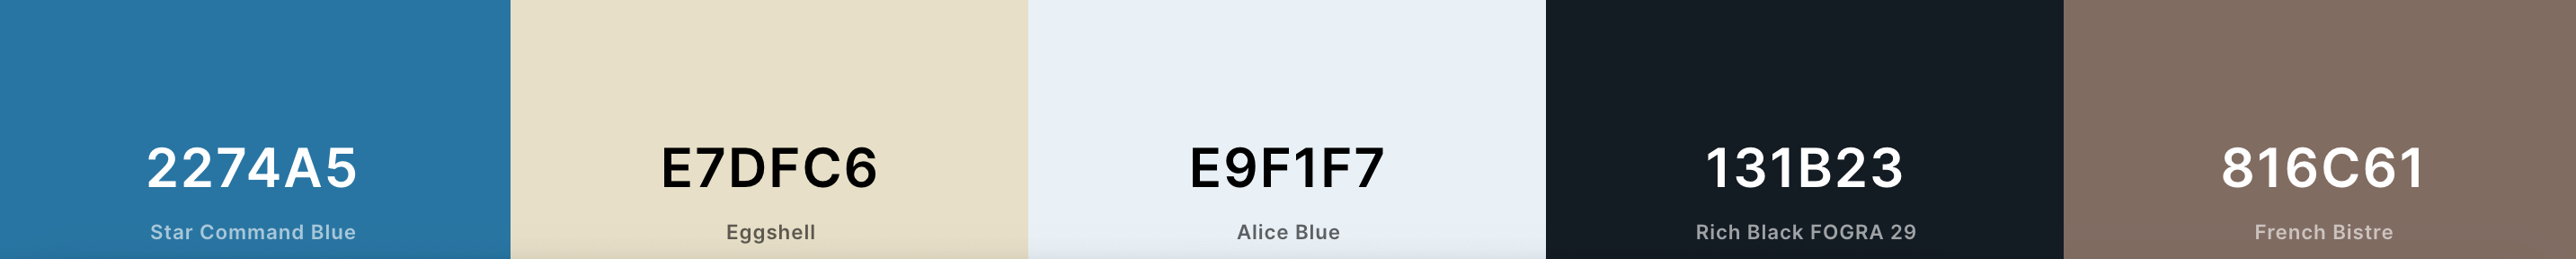 2274A5
Star Command Blue
E7DFC6
Eggshell
E9F1F7
Alice Blue
131B23
Rich Black FOGRA 29
816C61
French Bistre